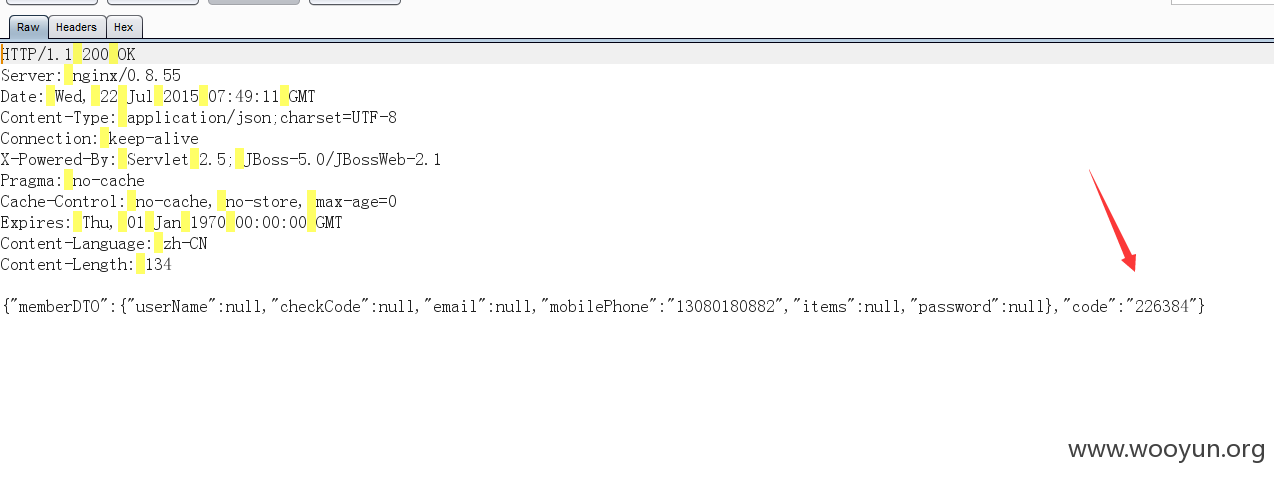 Raw Headers Hex
HTTP/1.1 200 OK
Server: nginx/0.8.55
Date: Wed, 22 Jul 2015 07:49:11 GMT
Content-Type: application/json;charset=UTF-8
Connection: keep-alive
X-Powered-By: Servlet 2.5; JBoss-5.0/JBossWeb-2.1
Pragma: no-cache
Cache-Control: no-cache, no-store, max-age=0
Expires: Thu, 01 Jan 1970 00:00:00 GMT
Content-Language: zh-CN
Content-Length: 134
{"memberDTO":{"userName":null,"checkCode":null,"email":null,"mobilePhone":"13080180882","items":null,"password":null},"code":"226384"}
www.wooyun.org